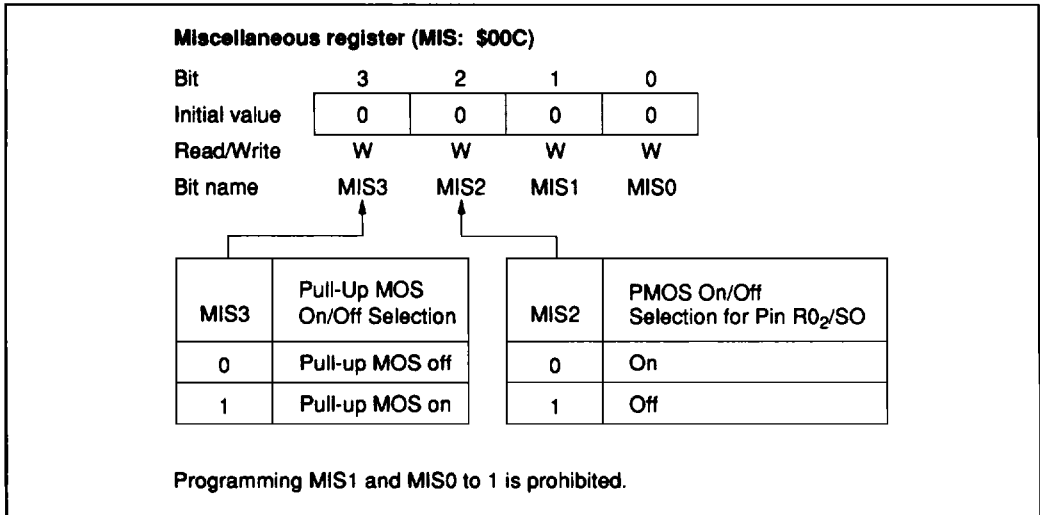 Miscellaneous register (MIS: $00C)
Bit 3 2 1 0
Initial value 0 0 0 0
Read/Write W W W W
Bit name MIS3 MIS2 MIS1 MIS0
MIS3 Pull-Up MOS
On/Off Selection
0 Pull-up MOS off
1 Pull-up MOS on
MIS2 PMOS On/Off
Selection for Pin R0₂/SO
0 On
1 Off
Programming MIS1 and MIS0 to 1 is prohibited.